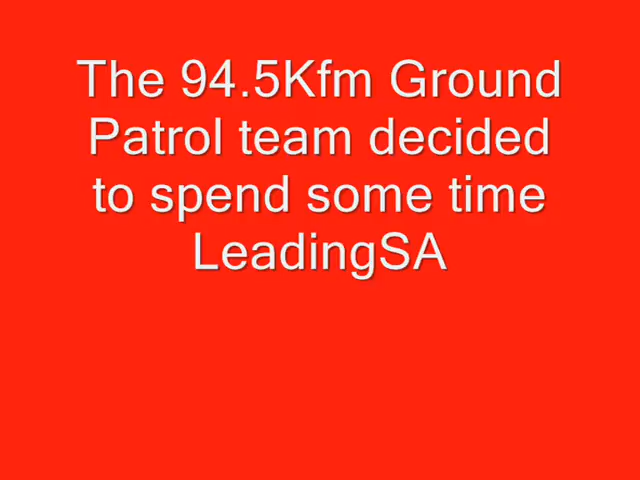 The 94.5Kfm Ground
Patrol team decided
to spend some time
LeadingSA